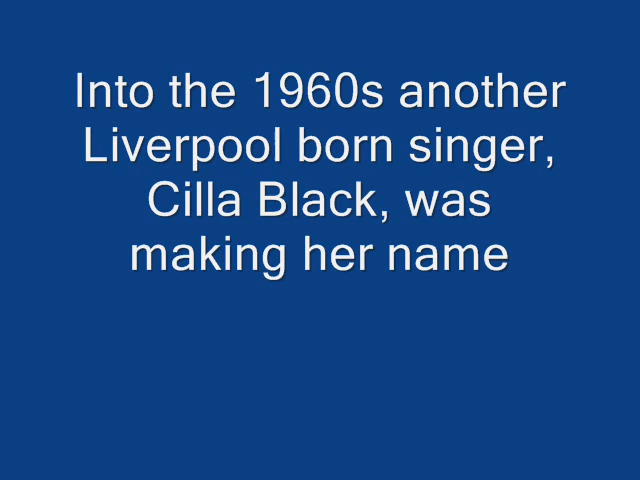 Into the 1960s another
Liverpool born singer,
Cilla Black, was
making her name